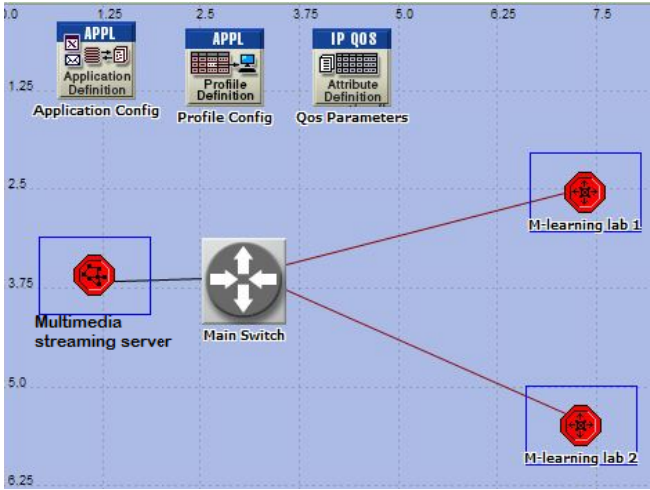 0.0 1.25 2.5 3.75 5.0 6.25 7.5
APPL APPL IP QOS
Application Definition
Profiile Definition
Attribute Definition
Application Config
Profile Config
Qos Parameters
1.25
2.5
M-learning lab 1
3.75
Multimedia
streaming server
Main Switch
5.0
M-learning lab 2
6.25